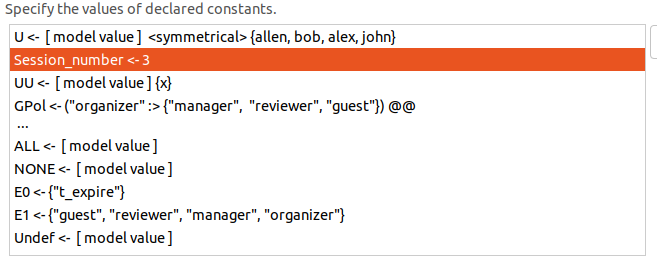 Specify the values of declared constants.
U <- [ model value ]  <symmetrical> {allen, bob, alex, john}
Session_number <- 3
UU <- [ model value ] {x}
GPol <- ("organizer" :> {"manager",  "reviewer", "guest"}) @@
...
ALL <- [ model value ]
NONE <- [ model value ]
E0 <- {"t_expire"}
E1 <- {"guest", "reviewer", "manager", "organizer"}
Undef <- [ model value ]